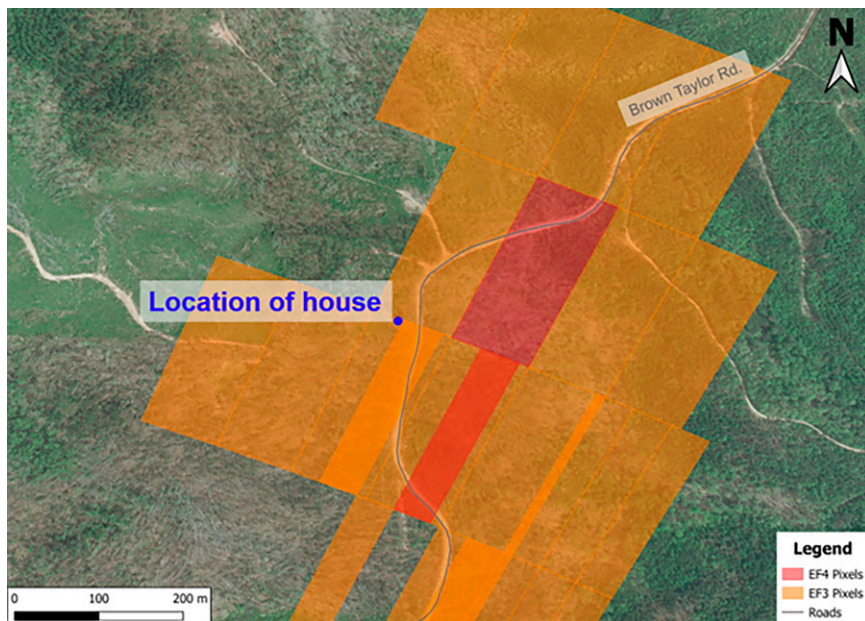 N
Brown Taylor Rd.
Location of house
Legend
EF4 Pixels
EF3 Pixels
Roads
0 100 200 m